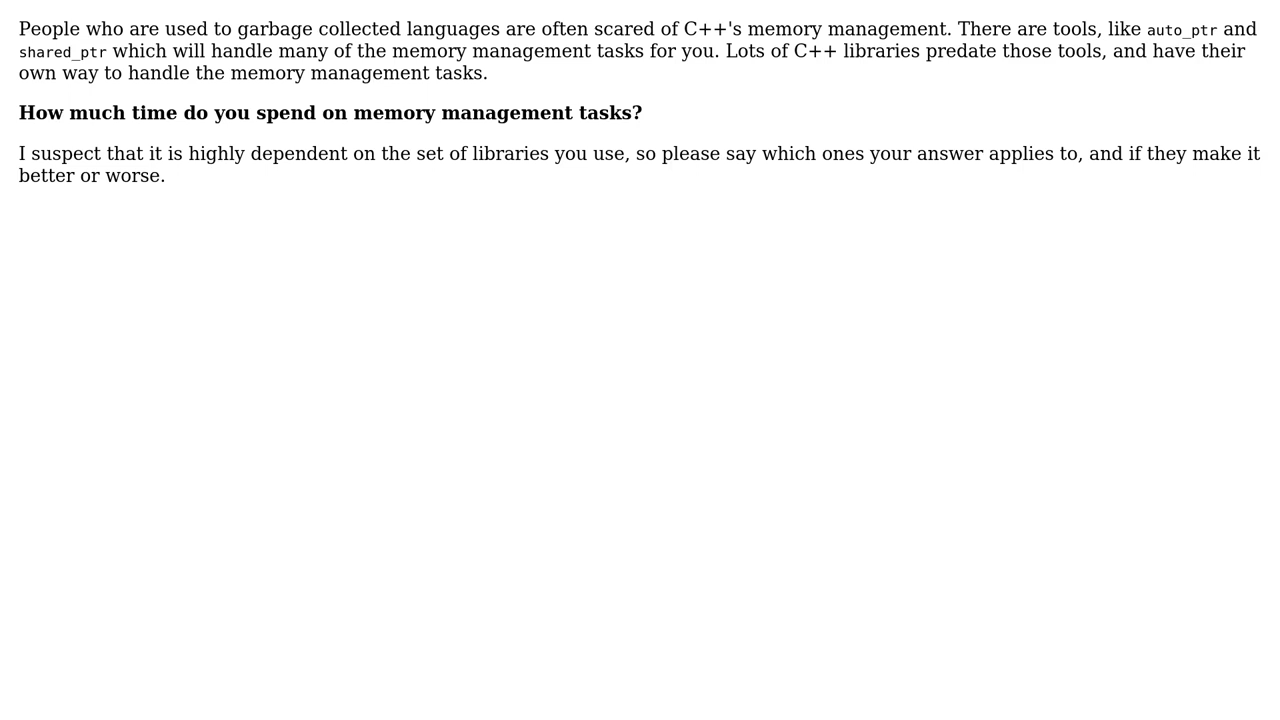 People who are used to garbage collected languages are often scared of C++'s memory management. There are tools, like auto_ptr and
shared_ptr which will handle many of the memory management tasks for you. Lots of C++ libraries predate those tools, and have their
own way to handle the memory management tasks.
How much time do you spend on memory management tasks?
I suspect that it is highly dependent on the set of libraries you use, so please say which ones your answer applies to, and if they make it
better or worse.